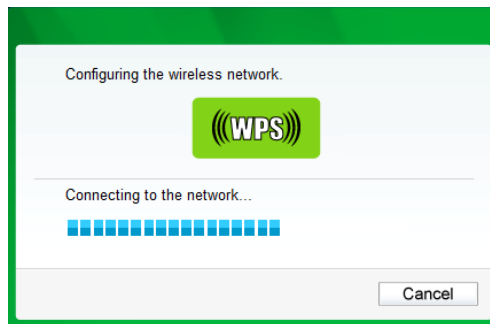 Configuring the wireless network.
(((WPS)))
Connecting to the network...
Cancel